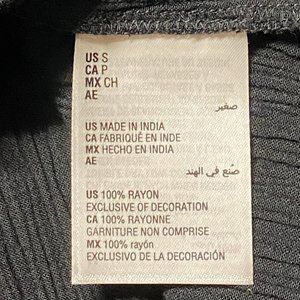 US S
CA P
MX CH
AE
صغير
US MADE IN INDIA
CA FABRIQUÉ EN INDE
MX HECHO EN INDIA
AE
صُنع في الهند
US 100% RAYON
EXCLUSIVE OF DECORATION
CA 100% RAYONNE
GARNITURE NON COMPRISE
MX 100% rayón
EXCLUSIVO DE LA DECORACIÓN